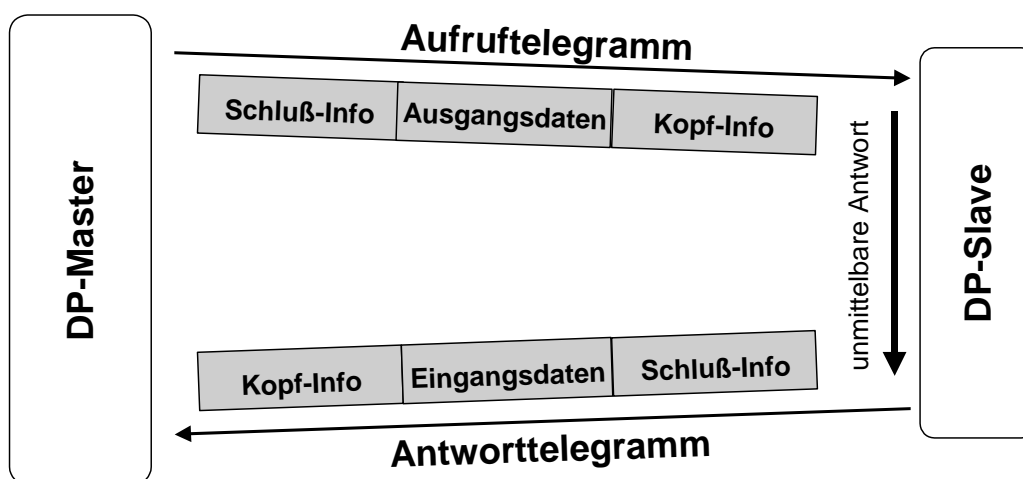 Aufruftelegramm
Schluß-Info Ausgangsdaten Kopf-Info
DP-Master
unmittelbare Antwort
DP-Slave
Kopf-Info Eingangsdaten Schluß-Info
Antworttelegramm